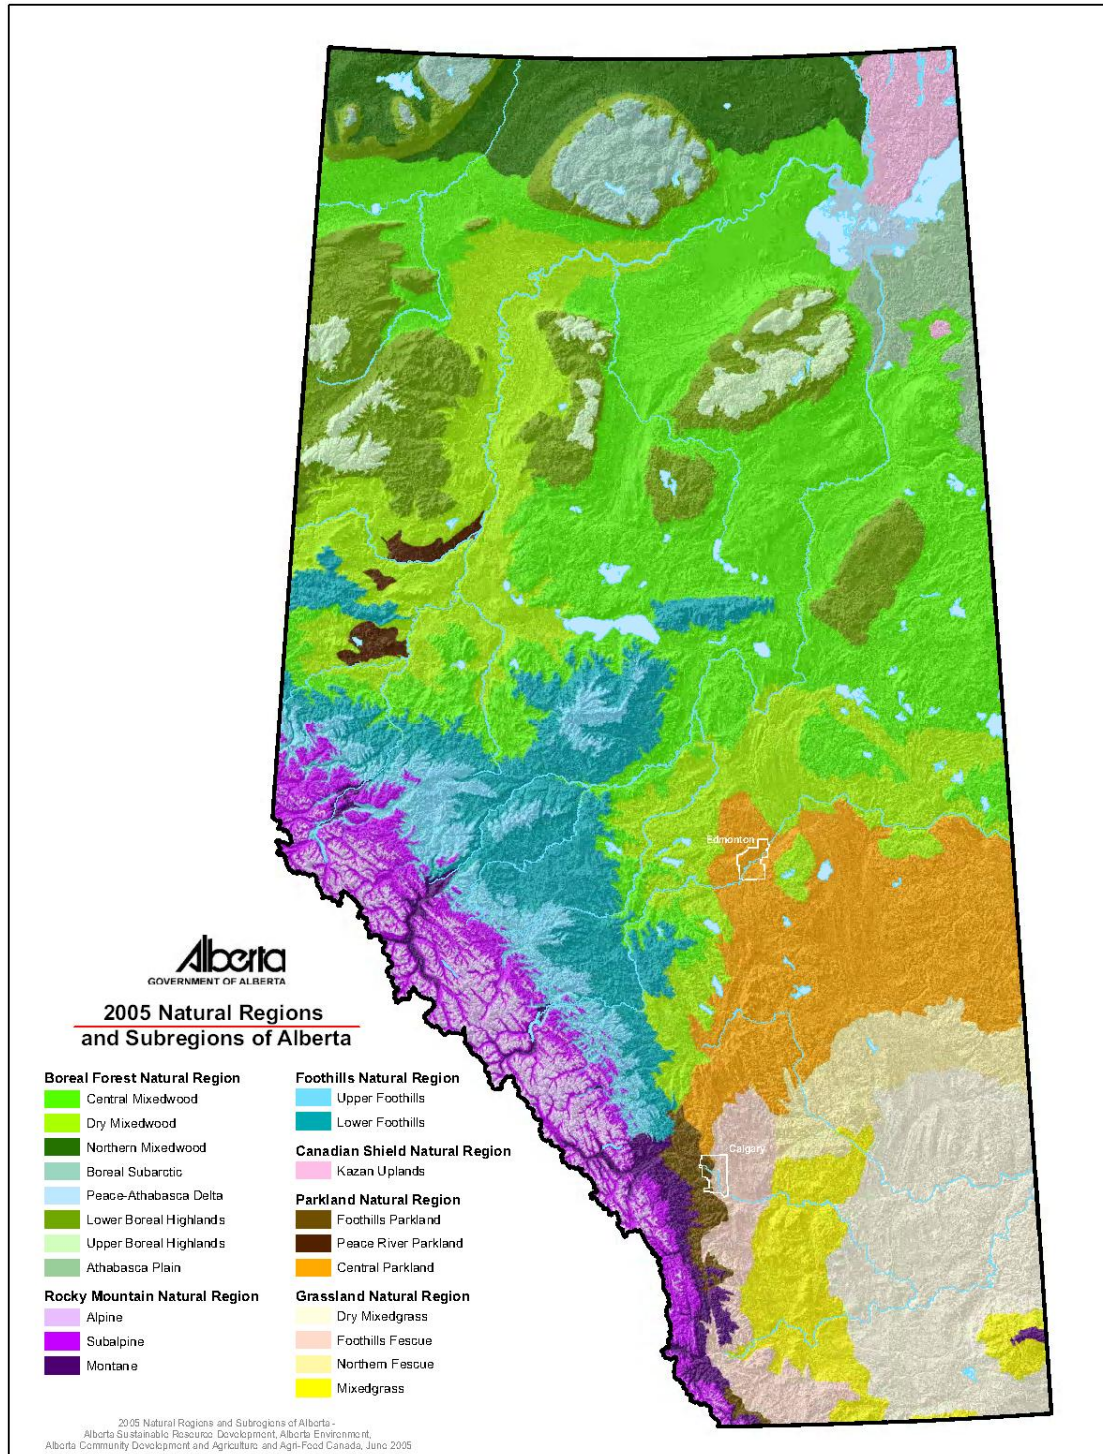 Edmonton
Calgary
Alberta
GOVERNMENT OF ALBERTA
2005 Natural Regions
and Subregions of Alberta
Boreal Forest Natural Region
Central Mixedwood
Dry Mixedwood
Northern Mixedwood
Boreal Subarctic
Peace-Athabasca Delta
Lower Boreal Highlands
Upper Boreal Highlands
Athabasca Plain
Rocky Mountain Natural Region
Alpine
Subalpine
Montane
Foothills Natural Region
Upper Foothills
Lower Foothills
Canadian Shield Natural Region
Kazan Uplands
Parkland Natural Region
Foothills Parkland
Peace River Parkland
Central Parkland
Grassland Natural Region
Dry Mixedgrass
Foothills Fescue
Northern Fescue
Mixedgrass
2005 Natural Regions and Subregions of Alberta -
Alberta Sustainable Resource Development, Alberta Environment,
Alberta Community Development and Agriculture and Agri-Food Canada, June 2005